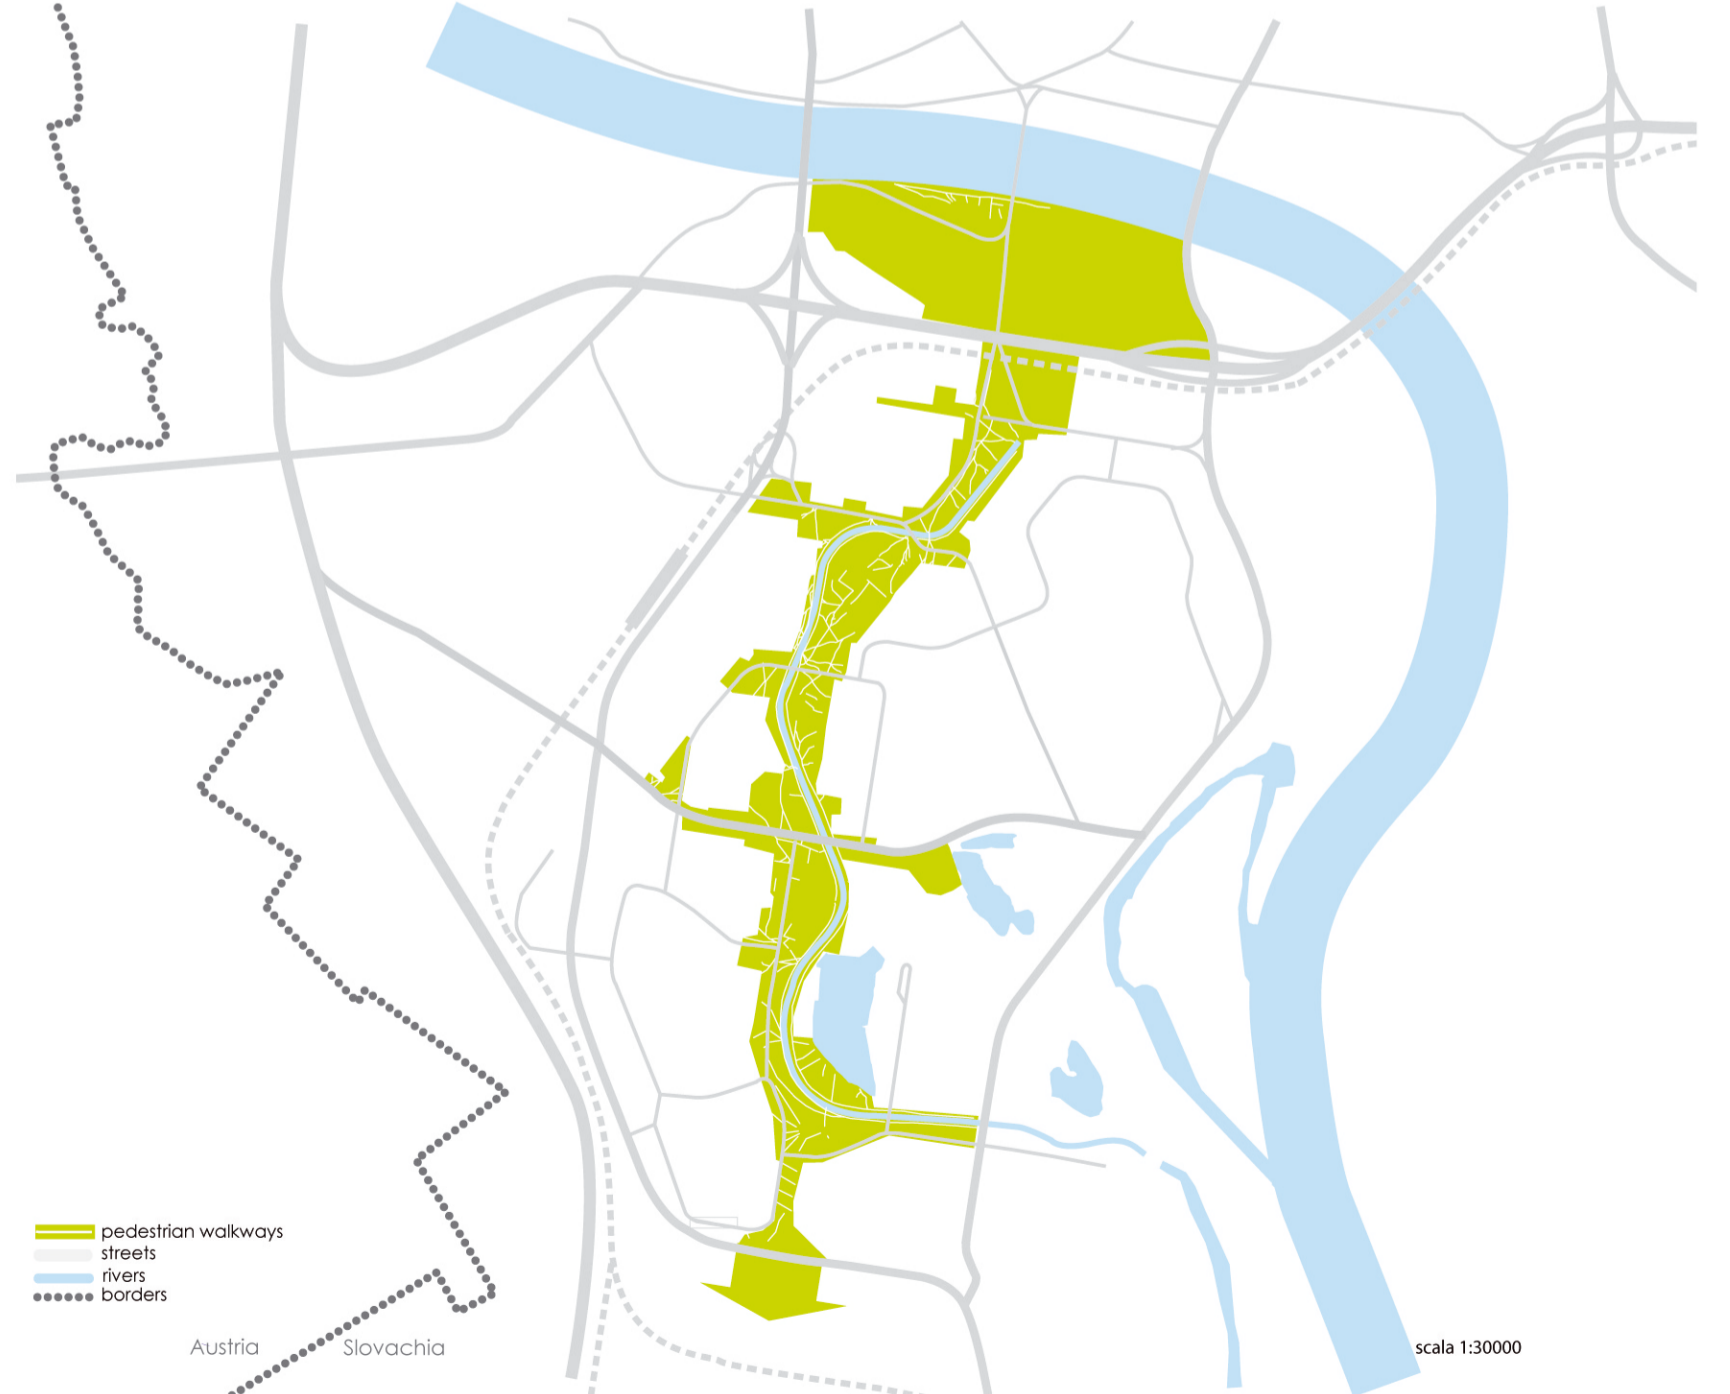 pedestrian walkways
streets
rivers
borders
Austria
Slovachia
scala 1:30000